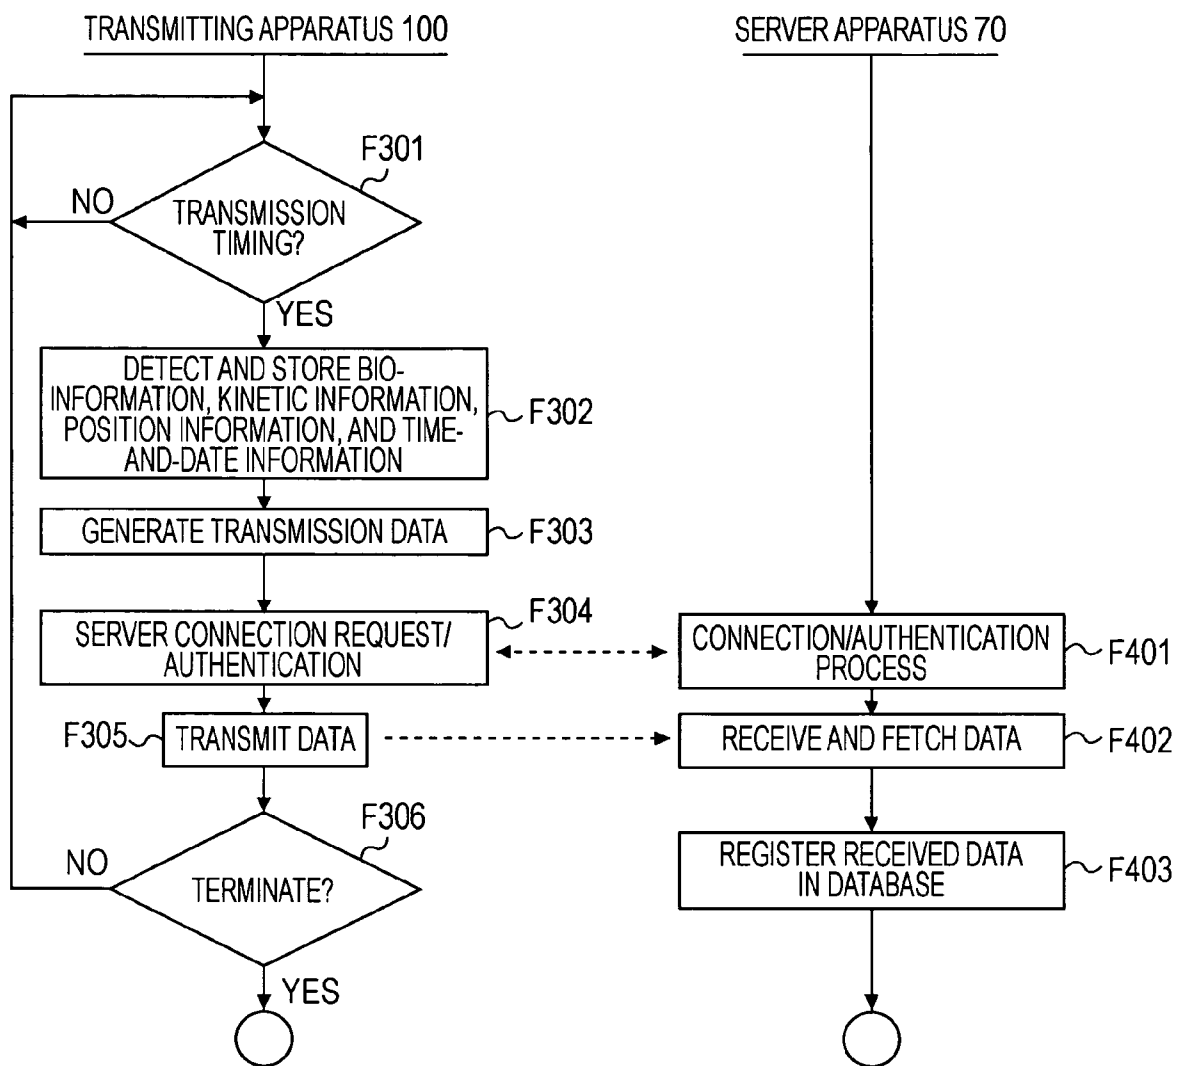 TRANSMITTING APPARATUS 100
SERVER APPARATUS 70
F301
NO
TRANSMISSION
TIMING?
YES
DETECT AND STORE BIO-
INFORMATION, KINETIC INFORMATION,
POSITION INFORMATION, AND TIME-
AND-DATE INFORMATION
F302
GENERATE TRANSMISSION DATA
F303
F304
SERVER CONNECTION REQUEST/
AUTHENTICATION
CONNECTION/AUTHENTICATION
PROCESS
F401
F305
TRANSMIT DATA
RECEIVE AND FETCH DATA
F402
F306
NO
TERMINATE?
REGISTER RECEIVED DATA
IN DATABASE
F403
YES